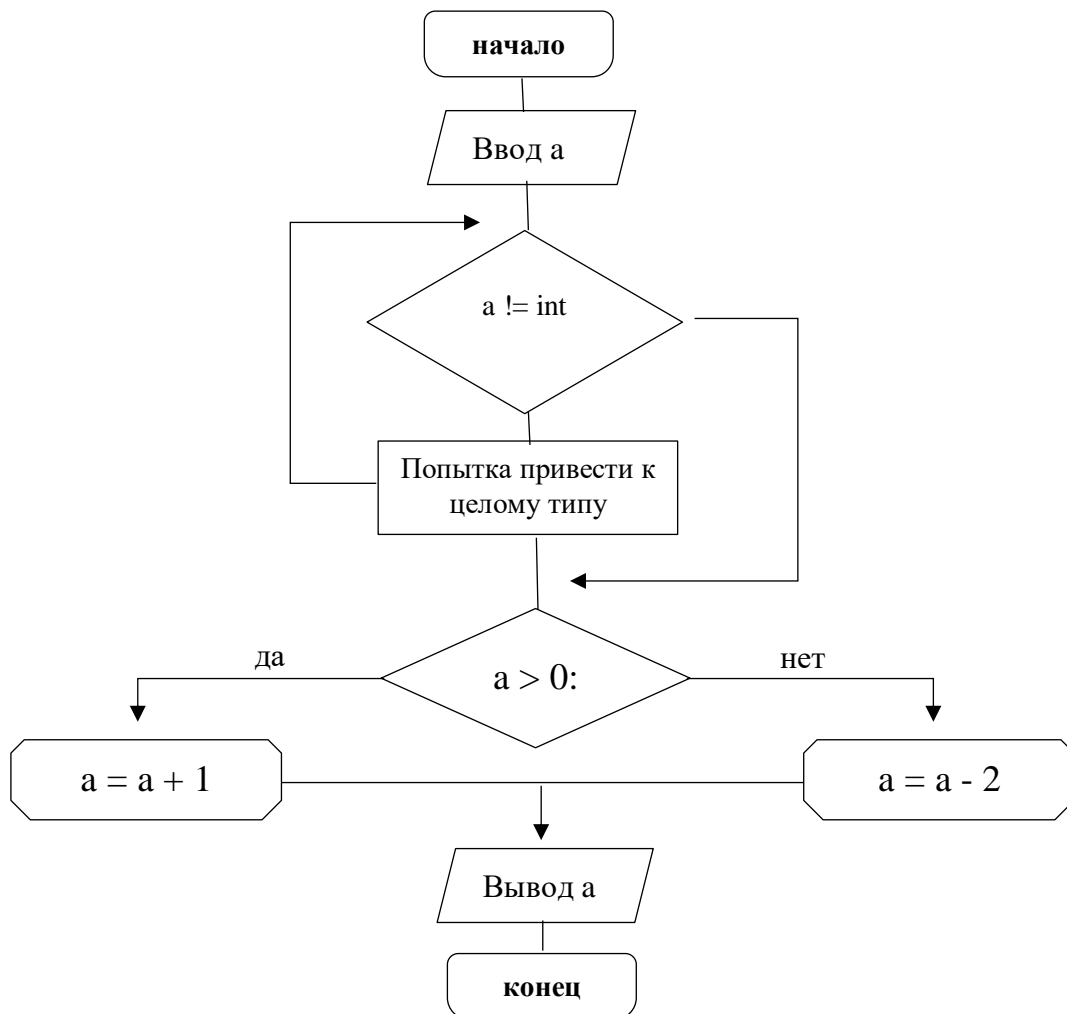 начало
Ввод a
a != int
Попытка привести к
целому типу
да
a > 0:
нет
a = a + 1
a = a - 2
Вывод a
конец